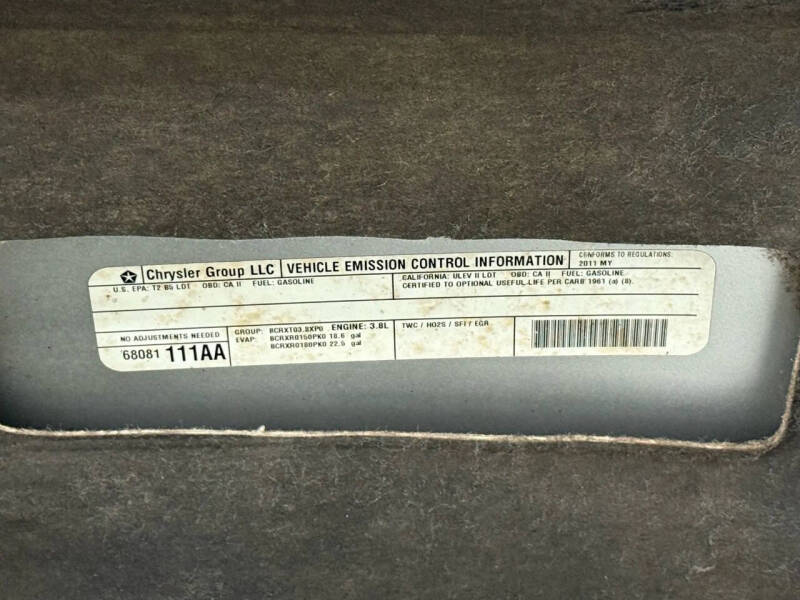 Chrysler Group LLC VEHICLE EMISSION CONTROL INFORMATION CONFORMS TO REGULATIONS:
2011 MY
U.S. EPA: T2 B5 LDT OBD: CA II FUEL: GASOLINE
CALIFORNIA: ULEV II LDT OBD: CA II FUEL: GASOLINE
CERTIFIED TO OPTIONAL USEFUL-LIFE PER CARB 1961 (a) (8).
NO ADJUSTMENTS NEEDED
68081 111AA
GROUP: BCRXT03.8XP0 ENGINE: 3.8L
EVAP: BCRXR0150PK0 18.6 gal
BCRXR0180PK0 22.5 gal
TWC / HO2S / SFI / EGR